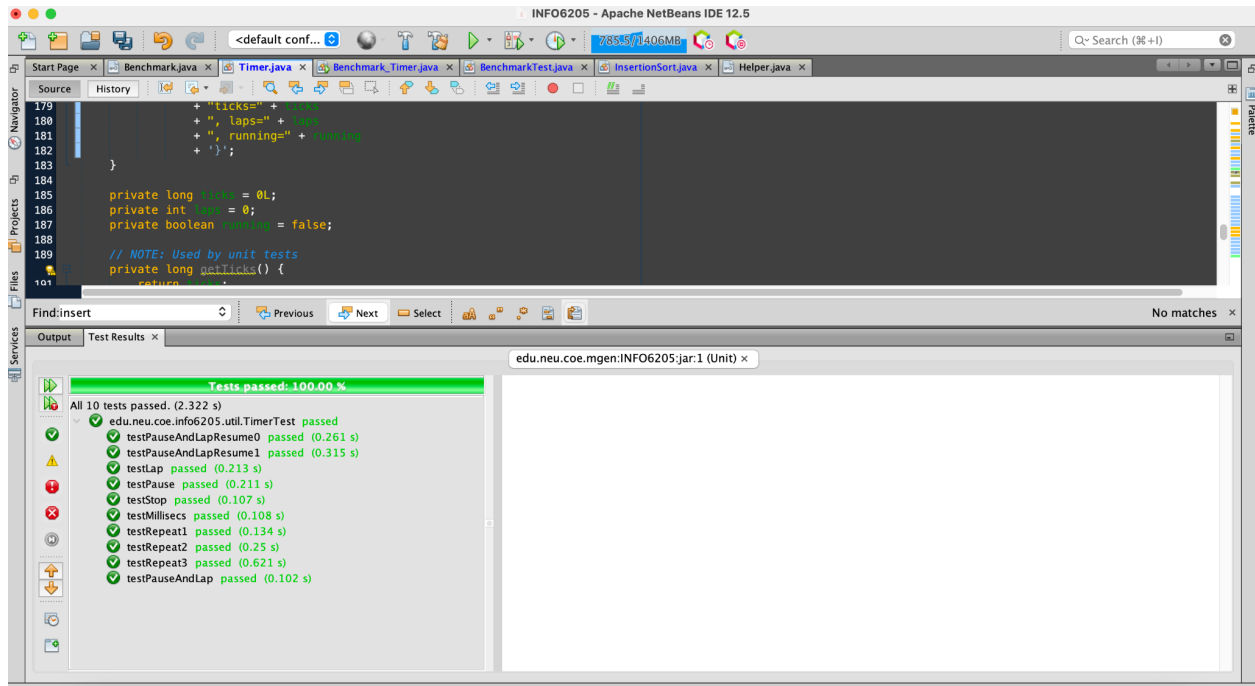 INFO6205 - Apache NetBeans IDE 12.5
<default conf...
785.5/1406MB
Search (⌘+I)
Start Page × Benchmark.java × Timer.java × Benchmark_Timer.java × BenchmarkTest.java × InsertionSort.java × Helper.java ×
Source History
Navigator
Projects
Files
Services
Palette
179 + "ticks=" + ticks
180 + ", laps=" + laps
181 + ", running=" + running
182 + '}';
183 }
184
185 private long ticks = 0L;
186 private int laps = 0;
187 private boolean running = false;
188
189 // NOTE: Used by unit tests
private long getTicks() {
191 return ticks;
Find: insert Previous Next Select No matches ×
Output Test Results ×
edu.neu.coe.mgen:INFO6205:jar:1 (Unit) ×
Tests passed: 100.00 %
All 10 tests passed. (2.322 s)
edu.neu.coe.info6205.util.TimerTest passed
testPauseAndLapResume0 passed (0.261 s)
testPauseAndLapResume1 passed (0.315 s)
testLap passed (0.213 s)
testPause passed (0.211 s)
testStop passed (0.107 s)
testMillisecs passed (0.108 s)
testRepeat1 passed (0.134 s)
testRepeat2 passed (0.25 s)
testRepeat3 passed (0.621 s)
testPauseAndLap passed (0.102 s)